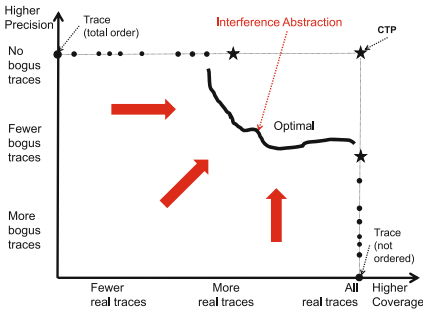 Higher
Precision
Interference Abstraction
Trace
(total order)
CTP
No
bogus
traces
Optimal
Fewer
bogus
traces
More
bogus
traces
Trace
(not
ordered)
Fewer
real traces
More
real traces
All
real traces
Higher
Coverage